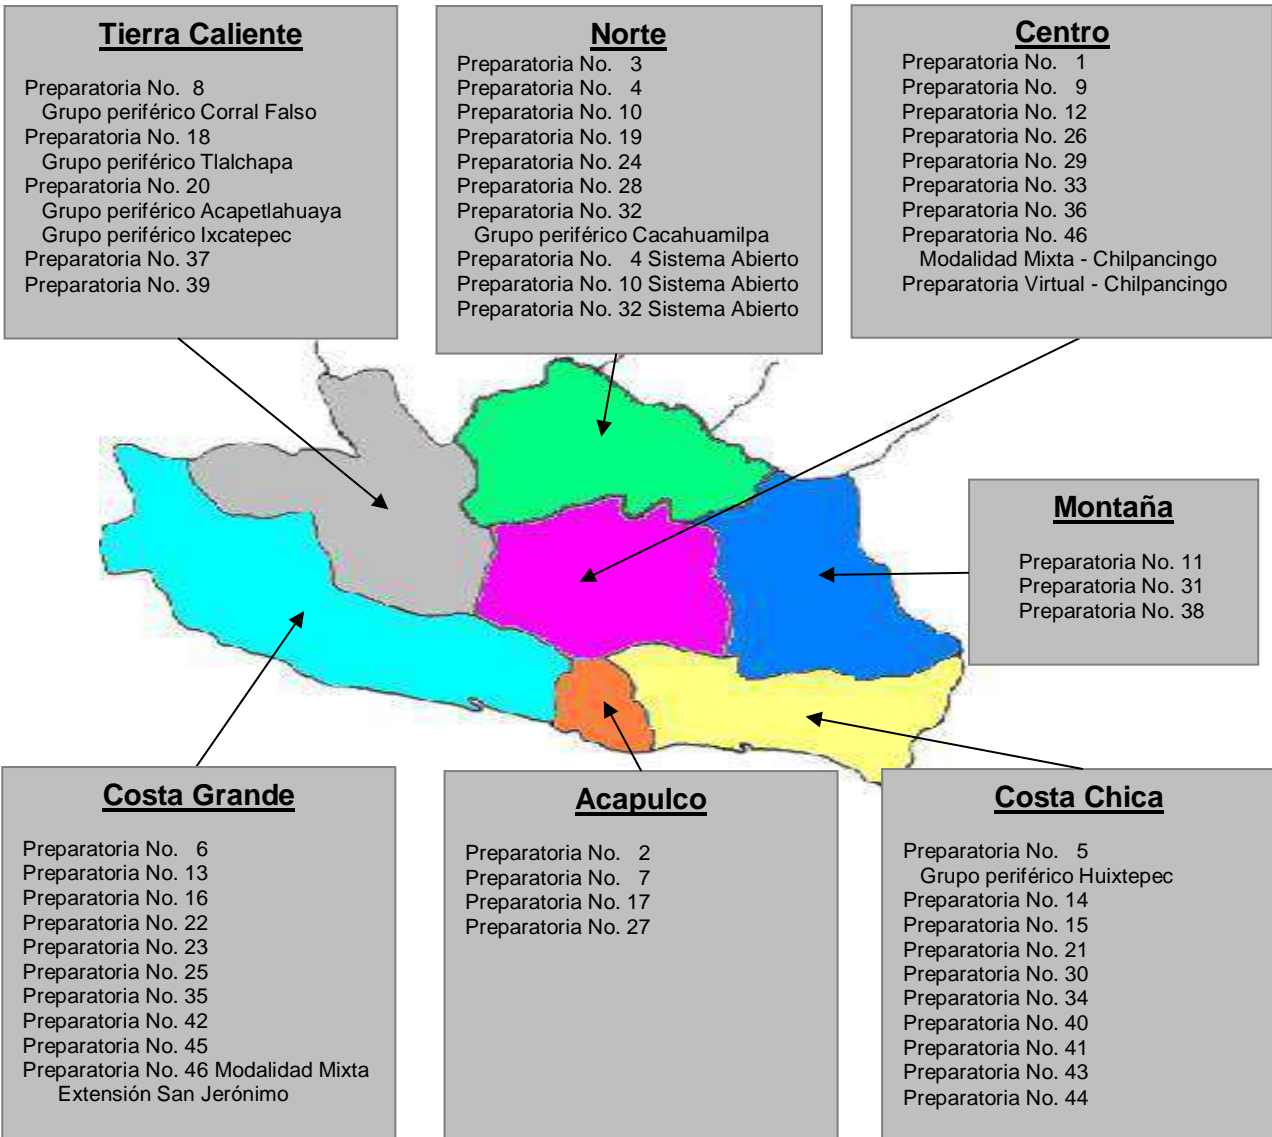 Tierra Caliente
Preparatoria No. 8
Grupo periférico Corral Falso
Preparatoria No. 18
Grupo periférico Tlalchapa
Preparatoria No. 20
Grupo periférico Acapetlahuaya
Grupo periférico Ixcatepec
Preparatoria No. 37
Preparatoria No. 39
Norte
Preparatoria No. 3
Preparatoria No. 4
Preparatoria No. 10
Preparatoria No. 19
Preparatoria No. 24
Preparatoria No. 28
Preparatoria No. 32
Grupo periférico Cacahuamilpa
Preparatoria No. 4 Sistema Abierto
Preparatoria No. 10 Sistema Abierto
Preparatoria No. 32 Sistema Abierto
Centro
Preparatoria No. 1
Preparatoria No. 9
Preparatoria No. 12
Preparatoria No. 26
Preparatoria No. 29
Preparatoria No. 33
Preparatoria No. 36
Preparatoria No. 46
Modalidad Mixta - Chilpancingo
Preparatoria Virtual - Chilpancingo
Montaña
Preparatoria No. 11
Preparatoria No. 31
Preparatoria No. 38
Costa Grande
Preparatoria No. 6
Preparatoria No. 13
Preparatoria No. 16
Preparatoria No. 22
Preparatoria No. 23
Preparatoria No. 25
Preparatoria No. 35
Preparatoria No. 42
Preparatoria No. 45
Preparatoria No. 46 Modalidad Mixta
Extensión San Jerónimo
Acapulco
Preparatoria No. 2
Preparatoria No. 7
Preparatoria No. 17
Preparatoria No. 27
Costa Chica
Preparatoria No. 5
Grupo periférico Huixtepec
Preparatoria No. 14
Preparatoria No. 15
Preparatoria No. 21
Preparatoria No. 30
Preparatoria No. 34
Preparatoria No. 40
Preparatoria No. 41
Preparatoria No. 43
Preparatoria No. 44